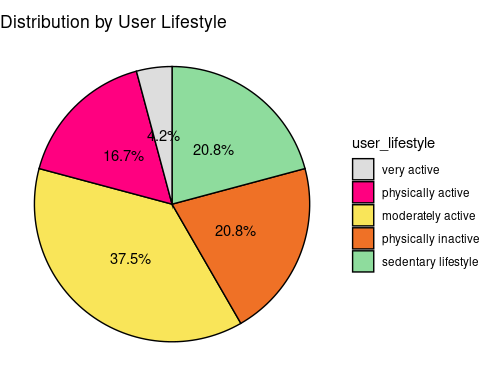 Distribution by User Lifestyle
4.2%
20.8%
16.7%
20.8%
37.5%
user_lifestyle
very active
physically active
moderately active
physically inactive
sedentary lifestyle